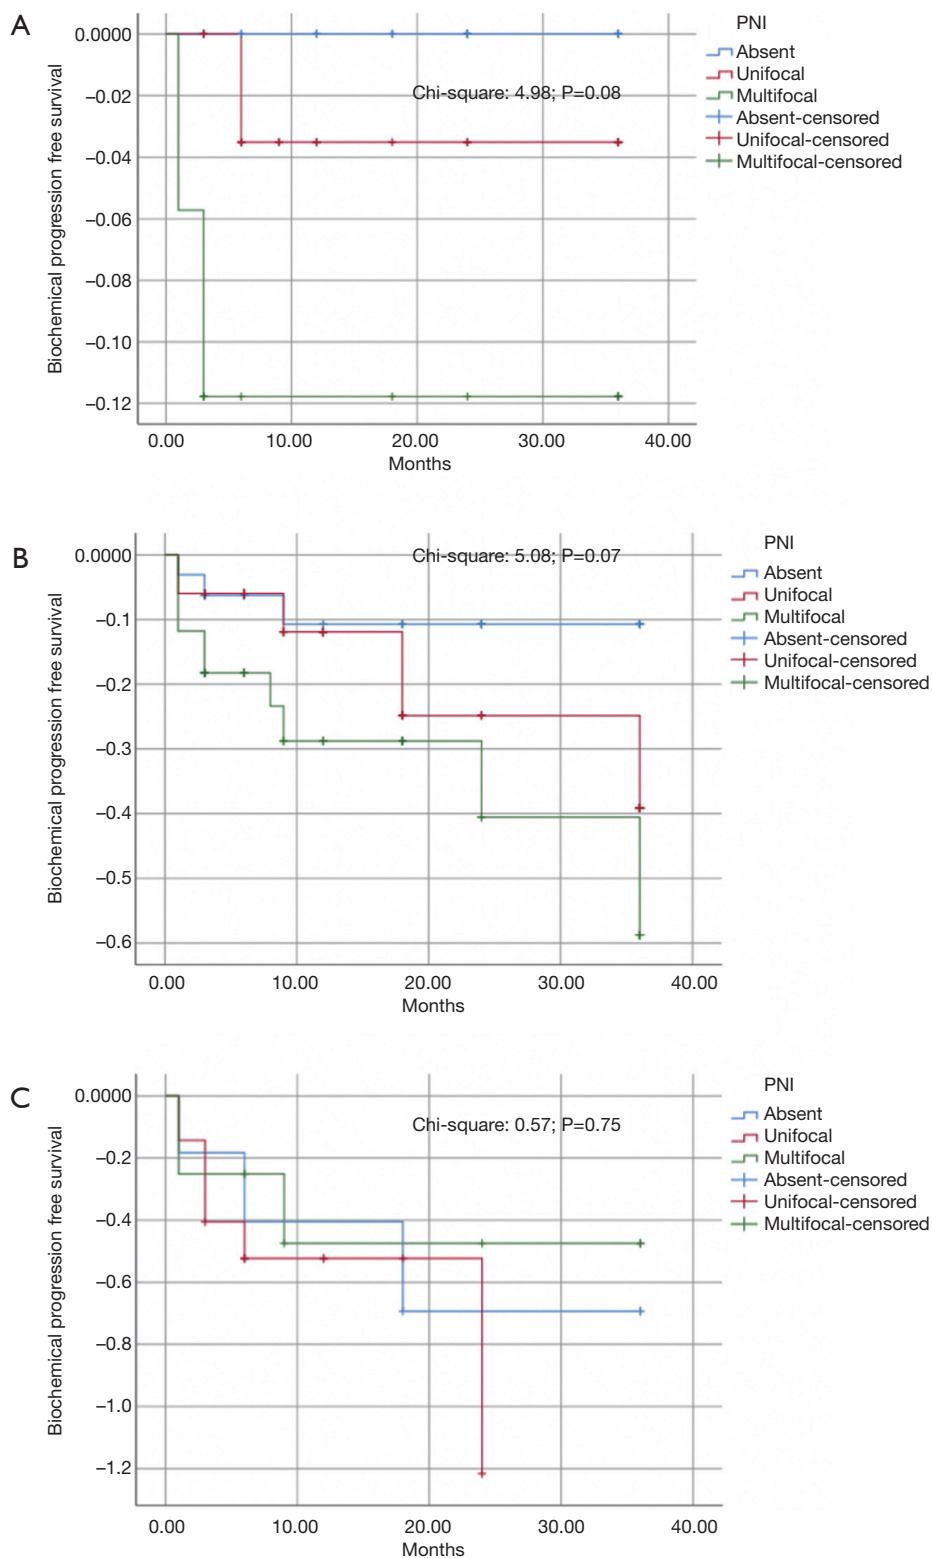 A
PNI
Absent
Unifocal
Multifocal
Absent-censored
Unifocal-censored
Multifocal-censored
Chi-square: 4.98; P=0.08
Biochemical progression free survival
0.0000
−0.02
−0.04
−0.06
−0.08
−0.10
−0.12
0.00 10.00 20.00 30.00 40.00
Months
B
PNI
Absent
Unifocal
Multifocal
Absent-censored
Unifocal-censored
Multifocal-censored
Chi-square: 5.08; P=0.07
Biochemical progression free survival
0.0000
−0.1
−0.2
−0.3
−0.4
−0.5
−0.6
0.00 10.00 20.00 30.00 40.00
Months
C
PNI
Absent
Unifocal
Multifocal
Absent-censored
Unifocal-censored
Multifocal-censored
Chi-square: 0.57; P=0.75
Biochemical progression free survival
0.0000
−0.2
−0.4
−0.6
−0.8
−1.0
−1.2
0.00 10.00 20.00 30.00 40.00
Months